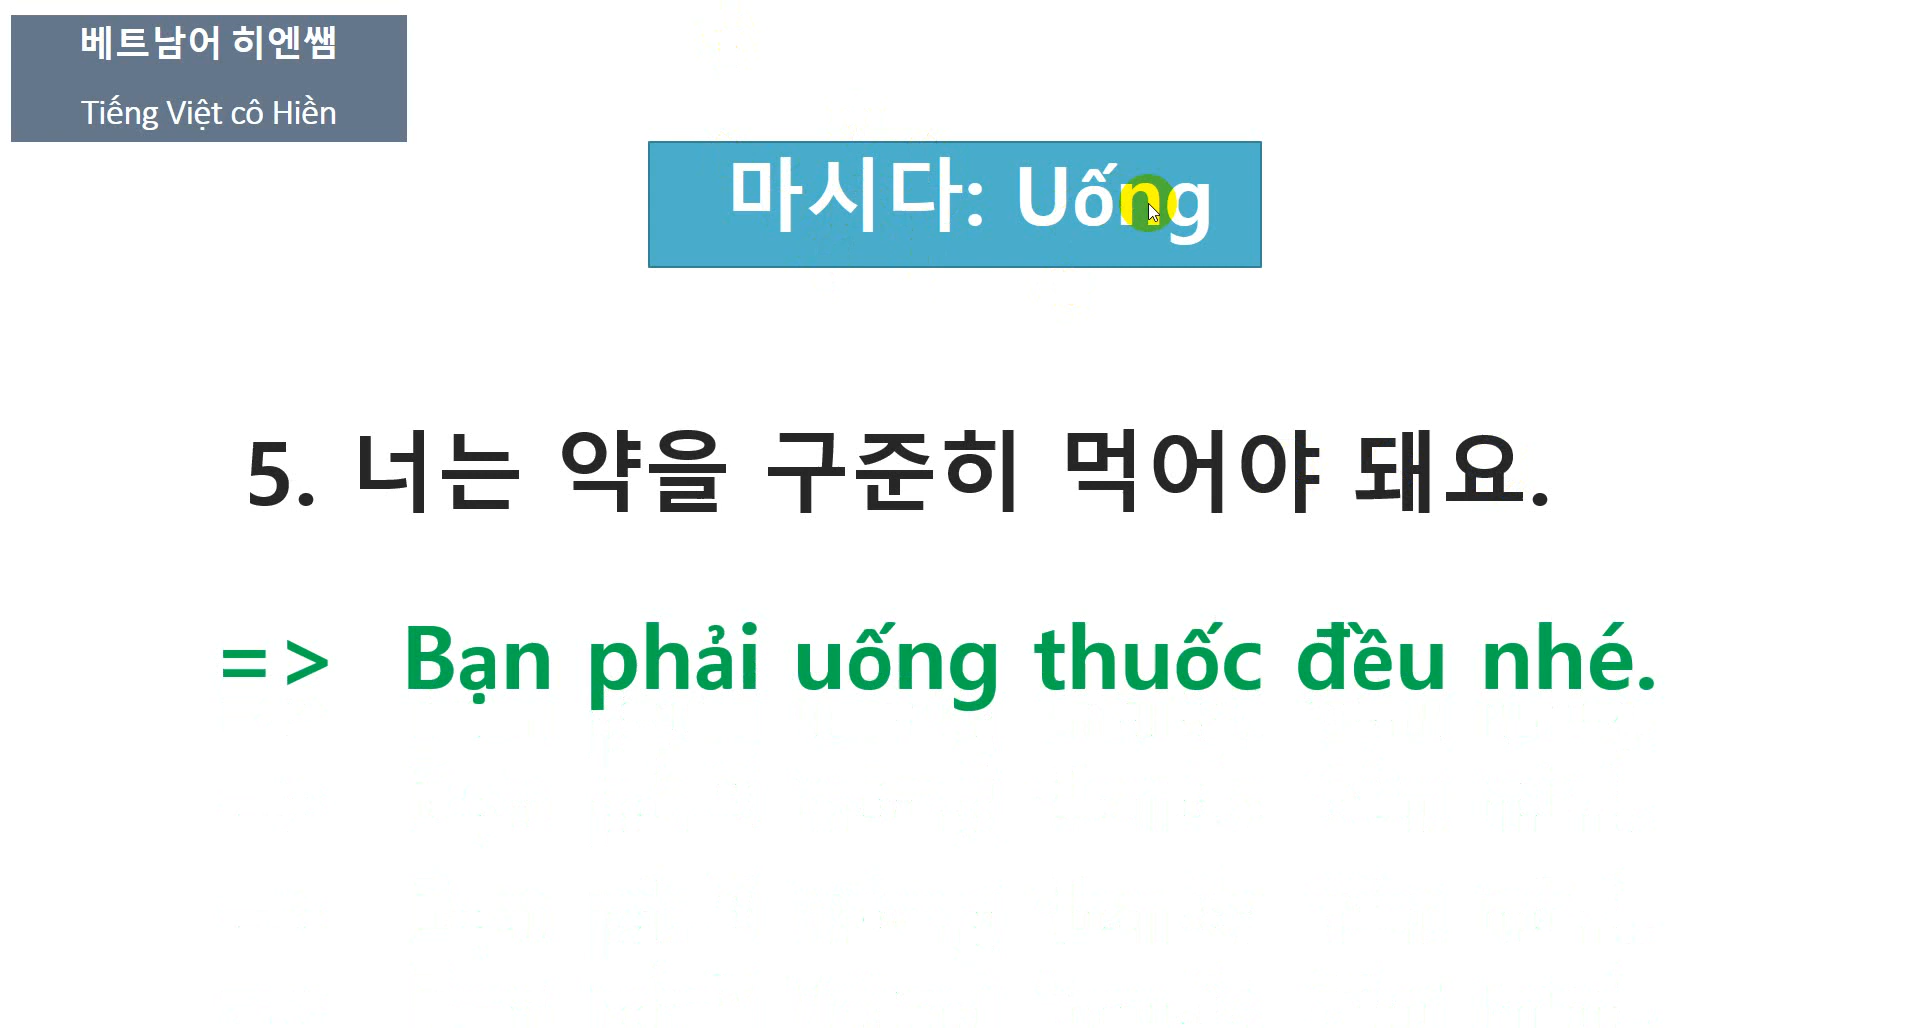 베트남어 히엔쌤
Tiếng Việt cô Hiền
마시다: Uống
5. 너는 약을 구준히 먹어야 돼요.
=> Bạn phải uống thuốc đều nhé.